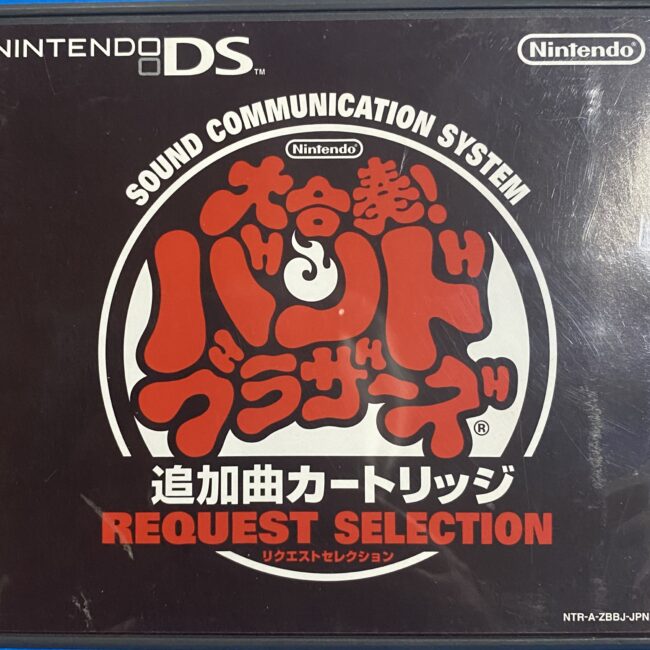 NINTENDO DS™
Nintendo
SOUND COMMUNICATION SYSTEM
Nintendo
大合奏!
バンド
ブラザーズ®
追加曲カートリッジ
REQUEST SELECTION
リクエストセレクション
NTR-A-ZBBJ-JPN